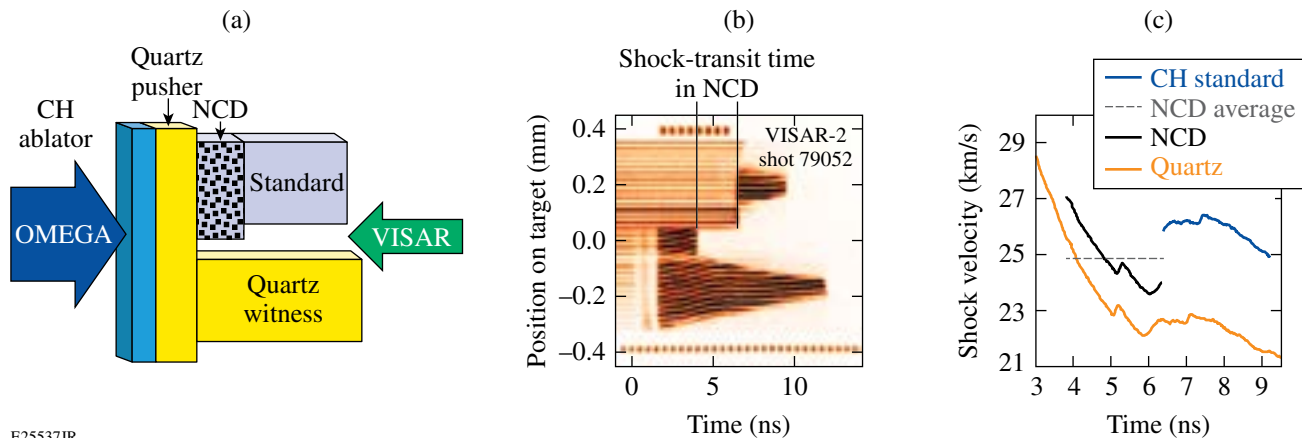 (a)
Quartz
pusher
NCD
CH
ablator
Standard
OMEGA
VISAR
Quartz
witness
(b)
Shock-transit time
in NCD
VISAR-2
shot 79052
Position on target (mm)
0.4
0.2
0.0
–0.2
–0.4
0
5
10
Time (ns)
(c)
CH standard
NCD average
NCD
Quartz
Shock velocity (km/s)
29
27
25
23
21
3
4
5
6
7
8
9
Time (ns)